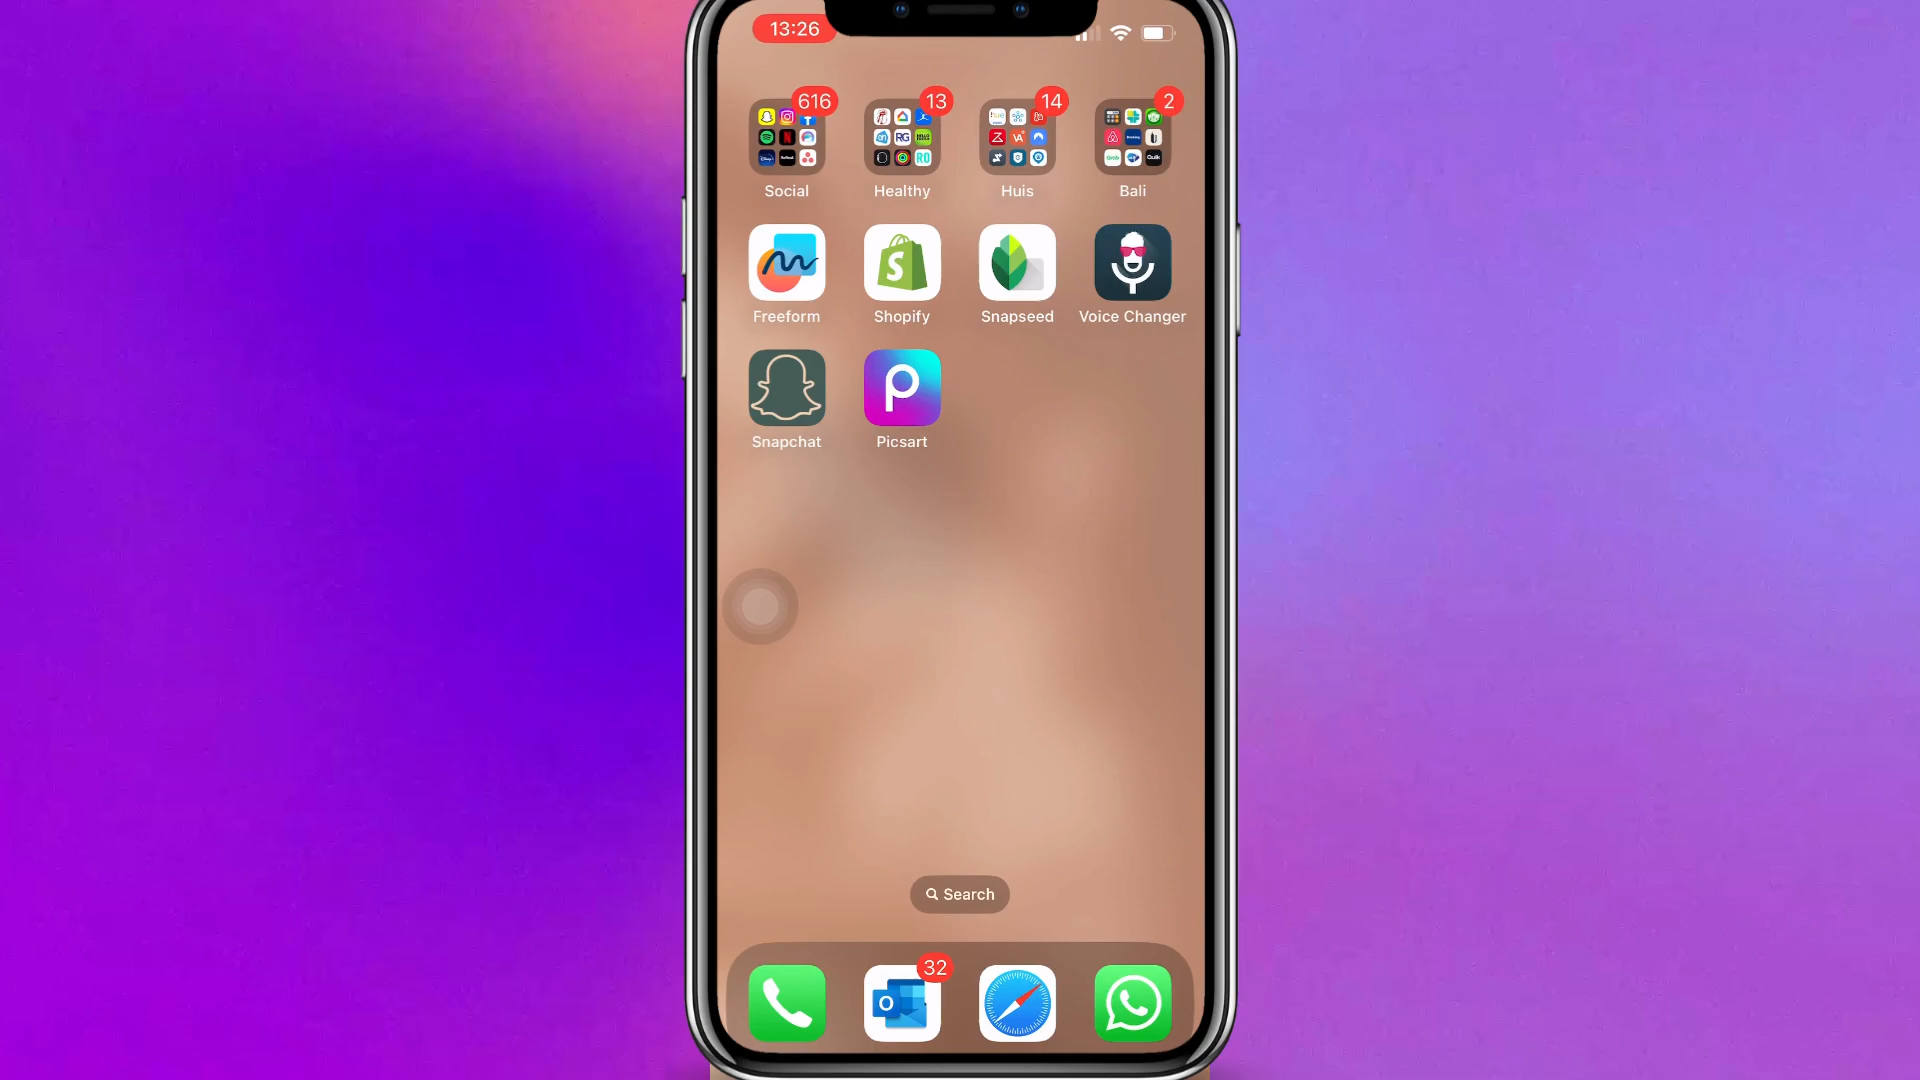 13:26
616
13
14
2
Social
Healthy
Huis
Bali
Freeform
Shopify
Snapseed
Voice Changer
Snapchat
Picsart
Search
32